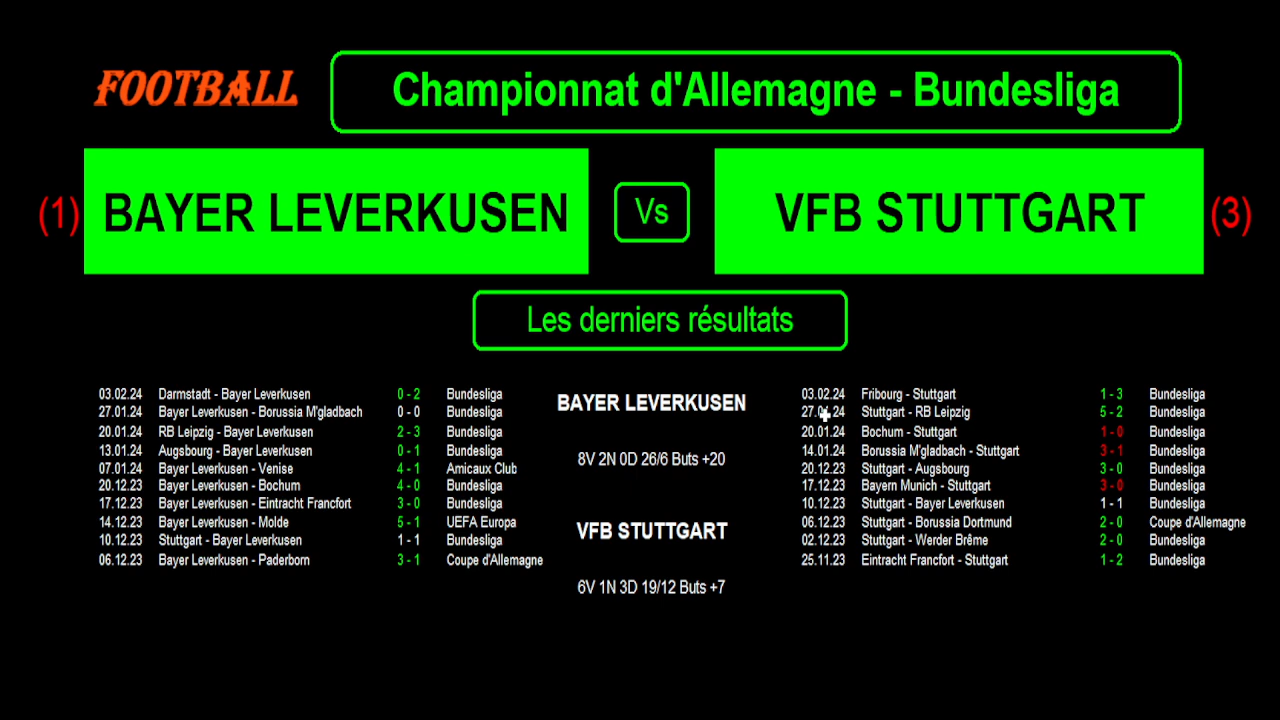 FOOTBALL
Championnat d'Allemagne - Bundesliga
(1) BAYER LEVERKUSEN Vs VFB STUTTGART (3)
Les derniers résultats
03.02.24 Darmstadt - Bayer Leverkusen 0 - 2 Bundesliga
27.01.24 Bayer Leverkusen - Borussia M'gladbach 0 - 0 Bundesliga
20.01.24 RB Leipzig - Bayer Leverkusen 2 - 3 Bundesliga
13.01.24 Augsbourg - Bayer Leverkusen 0 - 1 Bundesliga
07.01.24 Bayer Leverkusen - Venise 4 - 1 Amicaux Club
20.12.23 Bayer Leverkusen - Bochum 4 - 0 Bundesliga
17.12.23 Bayer Leverkusen - Eintracht Francfort 3 - 0 Bundesliga
14.12.23 Bayer Leverkusen - Molde 5 - 1 UEFA Europa
10.12.23 Stuttgart - Bayer Leverkusen 1 - 1 Bundesliga
06.12.23 Bayer Leverkusen - Paderborn 3 - 1 Coupe d'Allemagne
BAYER LEVERKUSEN
8V 2N 0D 26/6 Buts +20
VFB STUTTGART
6V 1N 3D 19/12 Buts +7
03.02.24 Fribourg - Stuttgart 1 - 3 Bundesliga
27.01.24 Stuttgart - RB Leipzig 5 - 2 Bundesliga
20.01.24 Bochum - Stuttgart 1 - 0 Bundesliga
14.01.24 Borussia M'gladbach - Stuttgart 3 - 1 Bundesliga
20.12.23 Stuttgart - Augsbourg 3 - 0 Bundesliga
17.12.23 Bayern Munich - Stuttgart 3 - 0 Bundesliga
10.12.23 Stuttgart - Bayer Leverkusen 1 - 1 Bundesliga
06.12.23 Stuttgart - Borussia Dortmund 2 - 0 Coupe d'Allemagne
02.12.23 Stuttgart - Werder Brême 2 - 0 Bundesliga
25.11.23 Eintracht Francfort - Stuttgart 1 - 2 Bundesliga